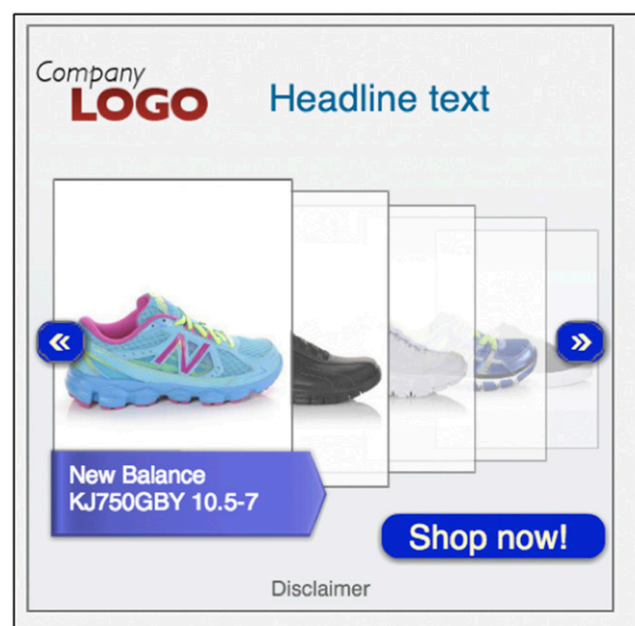 Company
LOGO
Headline text
«
»
New Balance
KJ750GBY 10.5-7
Shop now!
Disclaimer